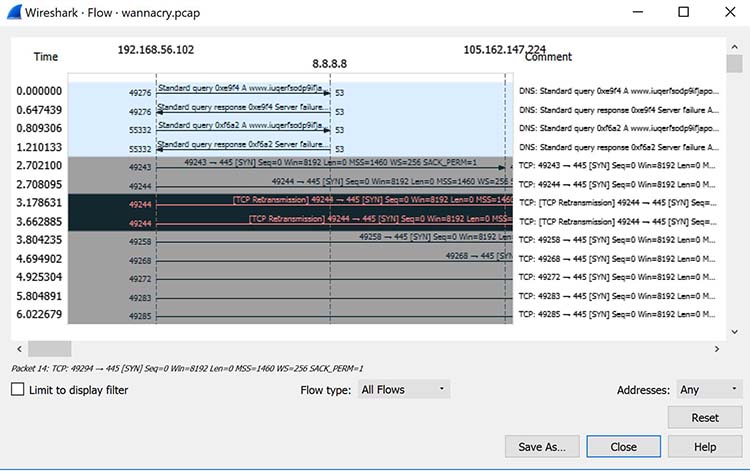 Wireshark · Flow · wannacry.pcap
Time 192.168.56.102 8.8.8.8 105.162.147.224 Comment
0.000000 49276 Standard query 0xe9f4 A www.iuqerfsodp9ifja... 53 DNS: Standard query 0xe9f4 A www.iuqerfsodp9ifjapo...
0.647439 49276 Standard query response 0xe9f4 Server failure... 53 DNS: Standard query response 0xe9f4 Server failure A...
0.809306 55332 Standard query 0xf6a2 A www.iuqerfsodp9ifja... 53 DNS: Standard query 0xf6a2 A www.iuqerfsodp9ifjapo...
1.210133 55332 Standard query response 0xf6a2 Server failure... 53 DNS: Standard query response 0xf6a2 Server failure A...
2.702100 49243 49243 → 445 [SYN] Seq=0 Win=8192 Len=0 MSS=1460 WS=256 SACK_PERM=1 TCP: 49243 → 445 [SYN] Seq=0 Win=8192 Len=0 M...
2.708095 49244 49244 → 445 [SYN] Seq=0 Win=8192 Len=0 MSS=1460 WS=256 TCP: 49244 → 445 [SYN] Seq=0 Win=8192 Len=0 M...
3.178631 49244 [TCP Retransmission] 49244 → 445 [SYN] Seq=0 Win=8192 Len=0 MSS=1460 TCP: [TCP Retransmission] 49244 → 445 [SYN] Seq=...
3.662885 49244 [TCP Retransmission] 49244 → 445 [SYN] Seq=0 Win=8192 Len=0 MSS= TCP: [TCP Retransmission] 49244 → 445 [SYN] Seq=...
3.804235 49258 49258 → 445 [SYN] Seq=0 Win=8192 Len TCP: 49258 → 445 [SYN] Seq=0 Win=8192 Len=0 M...
4.694902 49268 49268 → 445 [SYN TCP: 49268 → 445 [SYN] Seq=0 Win=8192 Len=0 M...
4.925304 49272 TCP: 49272 → 445 [SYN] Seq=0 Win=8192 Len=0 M...
5.804891 49283 TCP: 49283 → 445 [SYN] Seq=0 Win=8192 Len=0 M...
6.022679 49285 TCP: 49285 → 445 [SYN] Seq=0 Win=8192 Len=0 M...
Packet 14: TCP: 49294 → 445 [SYN] Seq=0 Win=8192 Len=0 MSS=1460 WS=256 SACK_PERM=1
Limit to display filter Flow type: All Flows Addresses: Any
Reset
Save As... Close Help